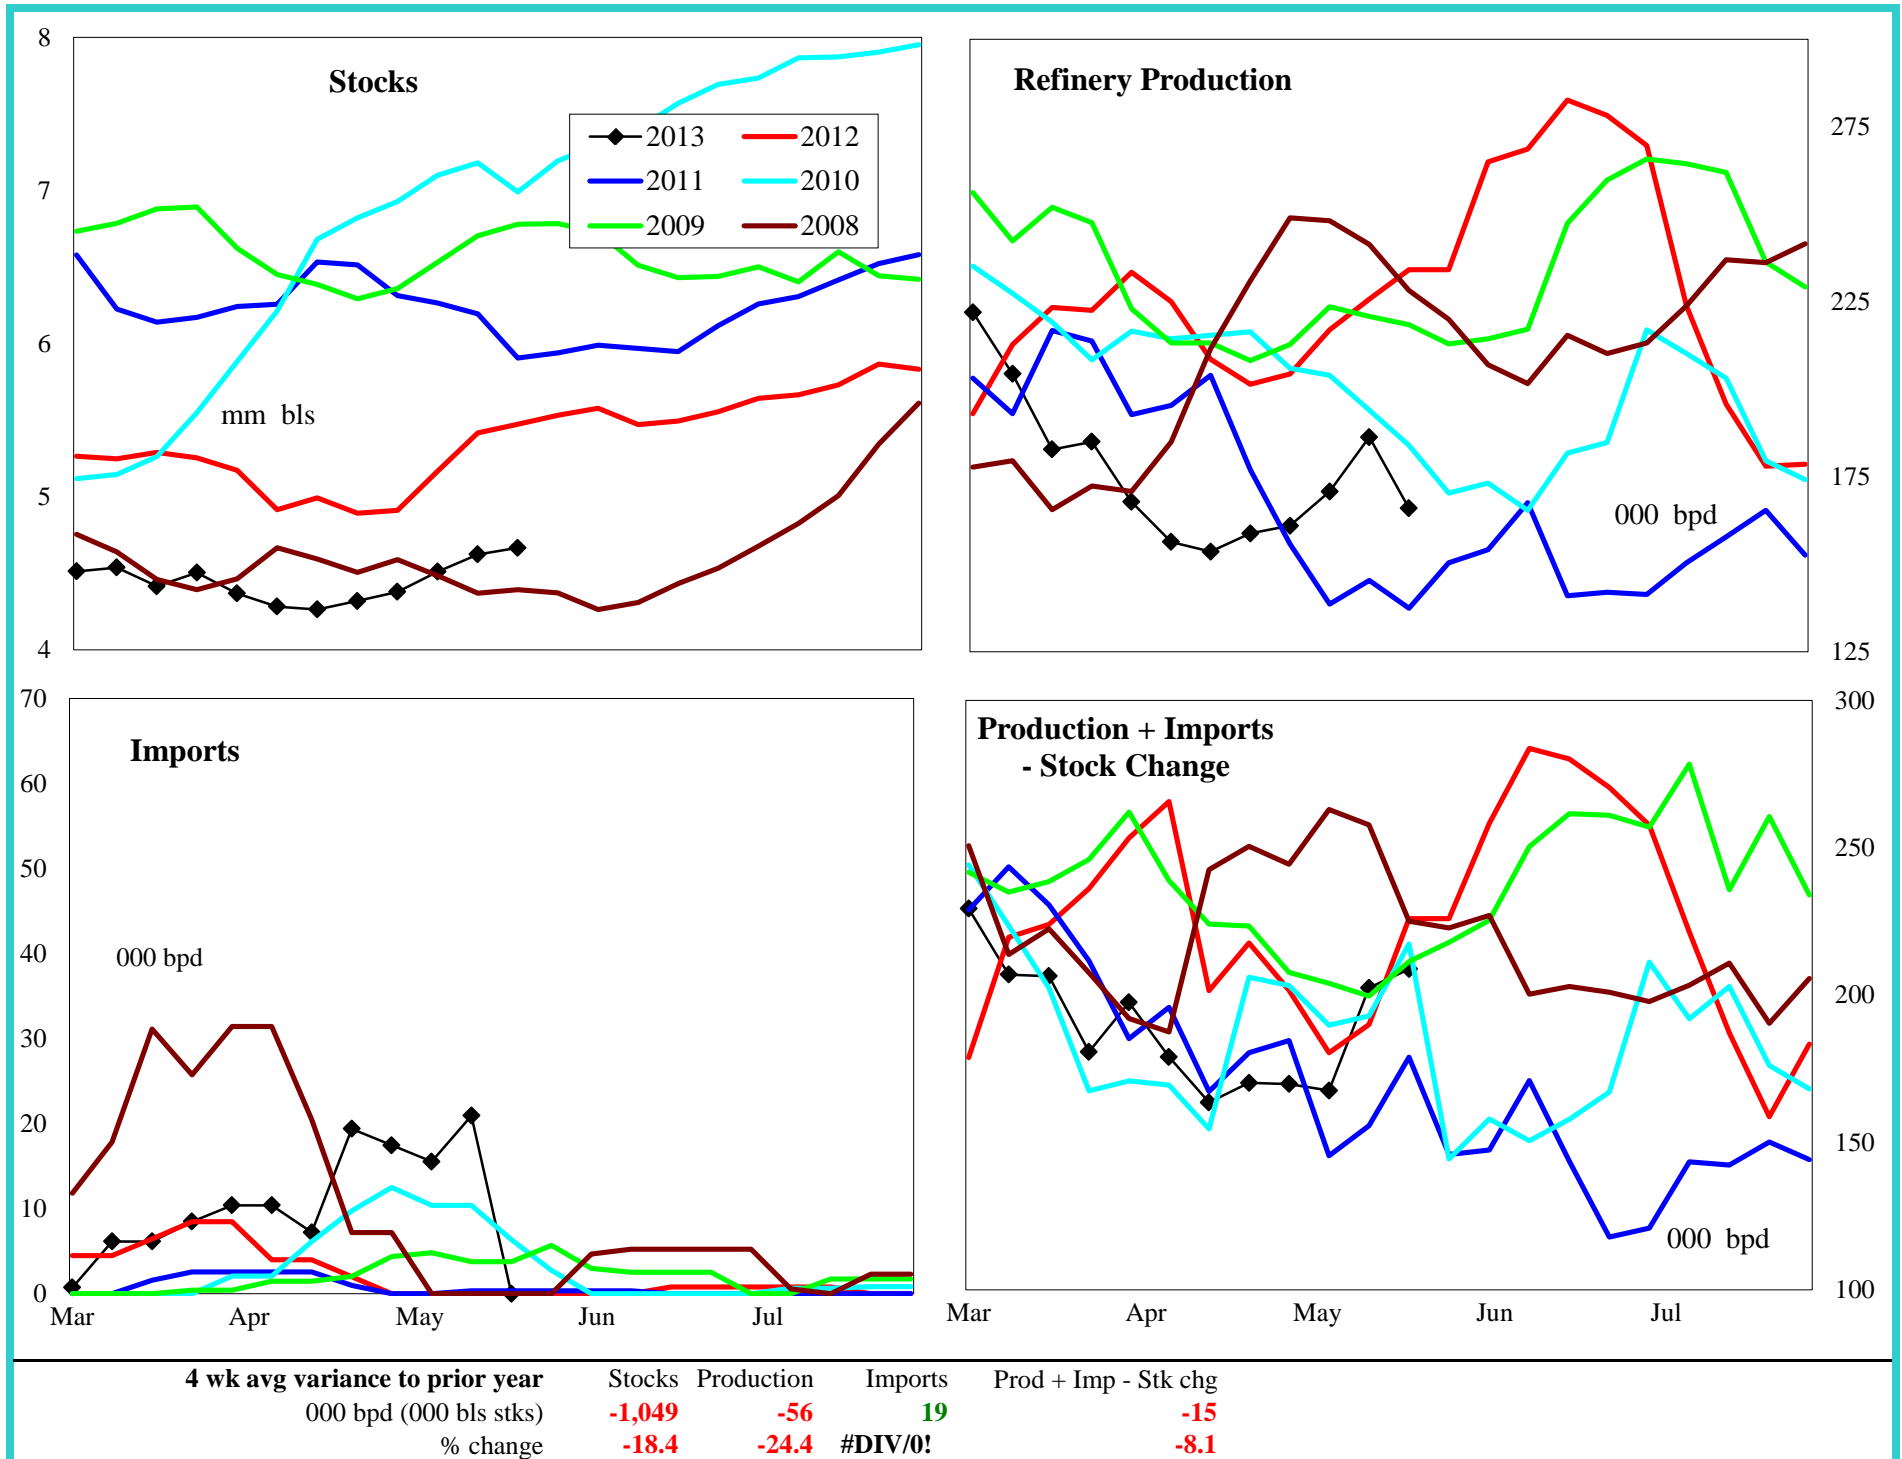 8
7
6
5
4
Stocks
mm bls
2013 2012
2011 2010
2009 2008
Refinery Production
000 bpd
275
225
175
125
70
60
50
40
30
20
10
0
Imports
000 bpd
Mar Apr May Jun Jul
Production + Imports
- Stock Change
000 bpd
300
250
200
150
100
Mar Apr May Jun Jul
4 wk avg variance to prior year Stocks Production Imports Prod + Imp - Stk chg
000 bpd (000 bls stks) -1,049 -56 19 -15
% change -18.4 -24.4 #DIV/0! -8.1